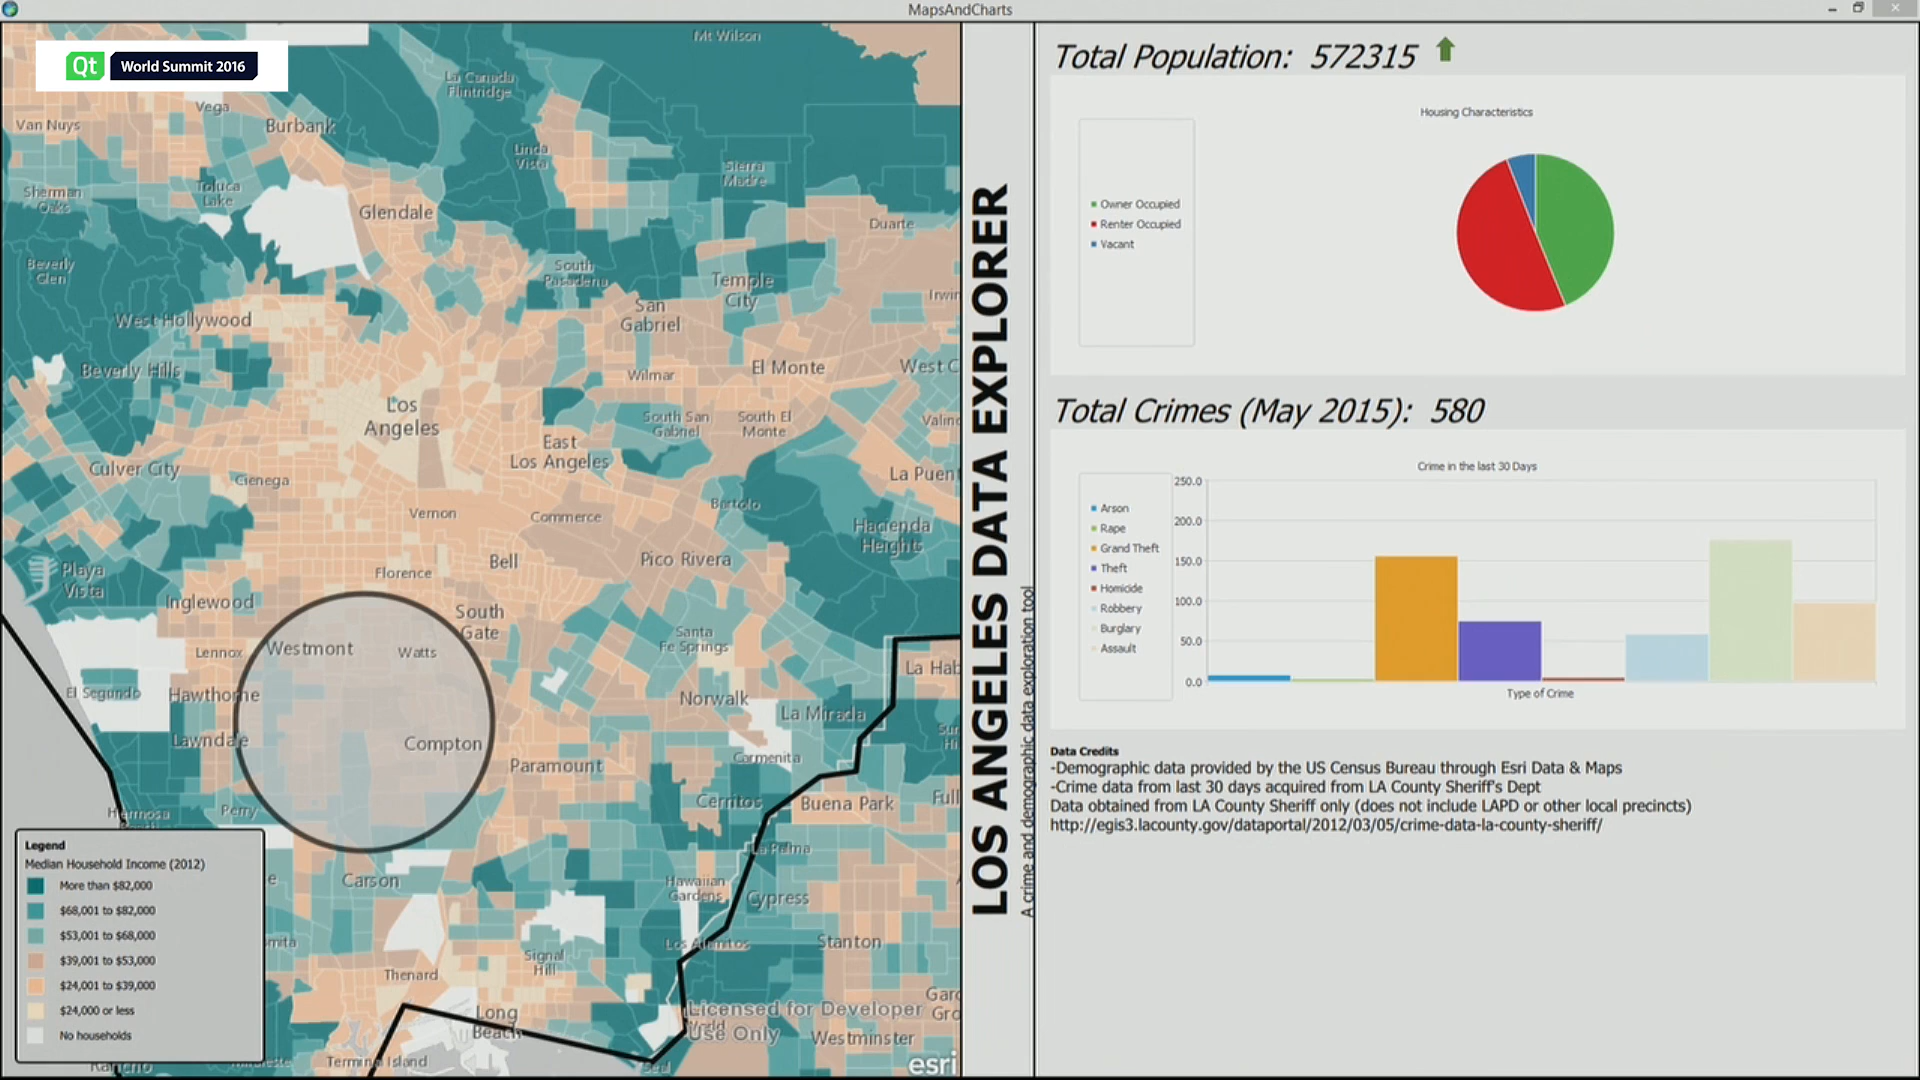 MapsAndCharts
Qt World Summit 2016
Mt Wilson
La Canada
Flintridge
Vega
Van Nuys
Burbank
Linda
Vista
Sierra
Madre
Sherman
Oaks
Toluca
Lake
Glendale
Duarte
Beverly
Glen
South
Pasadena
Temple
City
San
Gabriel
West Hollywood
Beverly Hills
Wilmar
El Monte
West C
Los
Angeles
South San
Gabriel
South El
Monte
East
Los Angeles
Culver City
Cienega
La Puen
Vernon
Commerce
Bartolo
Hacienda
Heights
Bell
Pico Rivera
Playa
Vista
Florence
Inglewood
South
Gate
Westmont
Watts
Lennox
Santa
Fe Springs
La Hab
El Segundo
Hawthorne
Norwalk
La Mirada
Lawndale
Compton
Carmenita
Paramount
Perry
Cerritos
Buena Park
Full
La Palma
Carson
Hawaiian
Gardens
Cypress
Los Alamitos
Stanton
Signal
Hill
Thenard
Long
Beach
Licensed for Developer
Use Only
Westminster
Terminal Island
Seal
esri
Legend
Median Household Income (2012)
More than $82,000
$68,001 to $82,000
$53,001 to $68,000
$39,001 to $53,000
$24,001 to $39,000
$24,000 or less
No households
LOS ANGELES DATA EXPLORER
A crime and demographic data exploration tool
Total Population: 572315
Housing Characteristics
Owner Occupied
Renter Occupied
Vacant
Total Crimes (May 2015): 580
Crime in the last 30 Days
Arson
Rape
Grand Theft
Theft
Homicide
Robbery
Burglary
Assault
250.0
200.0
150.0
100.0
50.0
0.0
Type of Crime
Data Credits
-Demographic data provided by the US Census Bureau through Esri Data & Maps
-Crime data from last 30 days acquired from LA County Sheriff's Dept
Data obtained from LA County Sheriff only (does not include LAPD or other local precincts)
http://egis3.lacounty.gov/dataportal/2012/03/05/crime-data-la-county-sheriff/